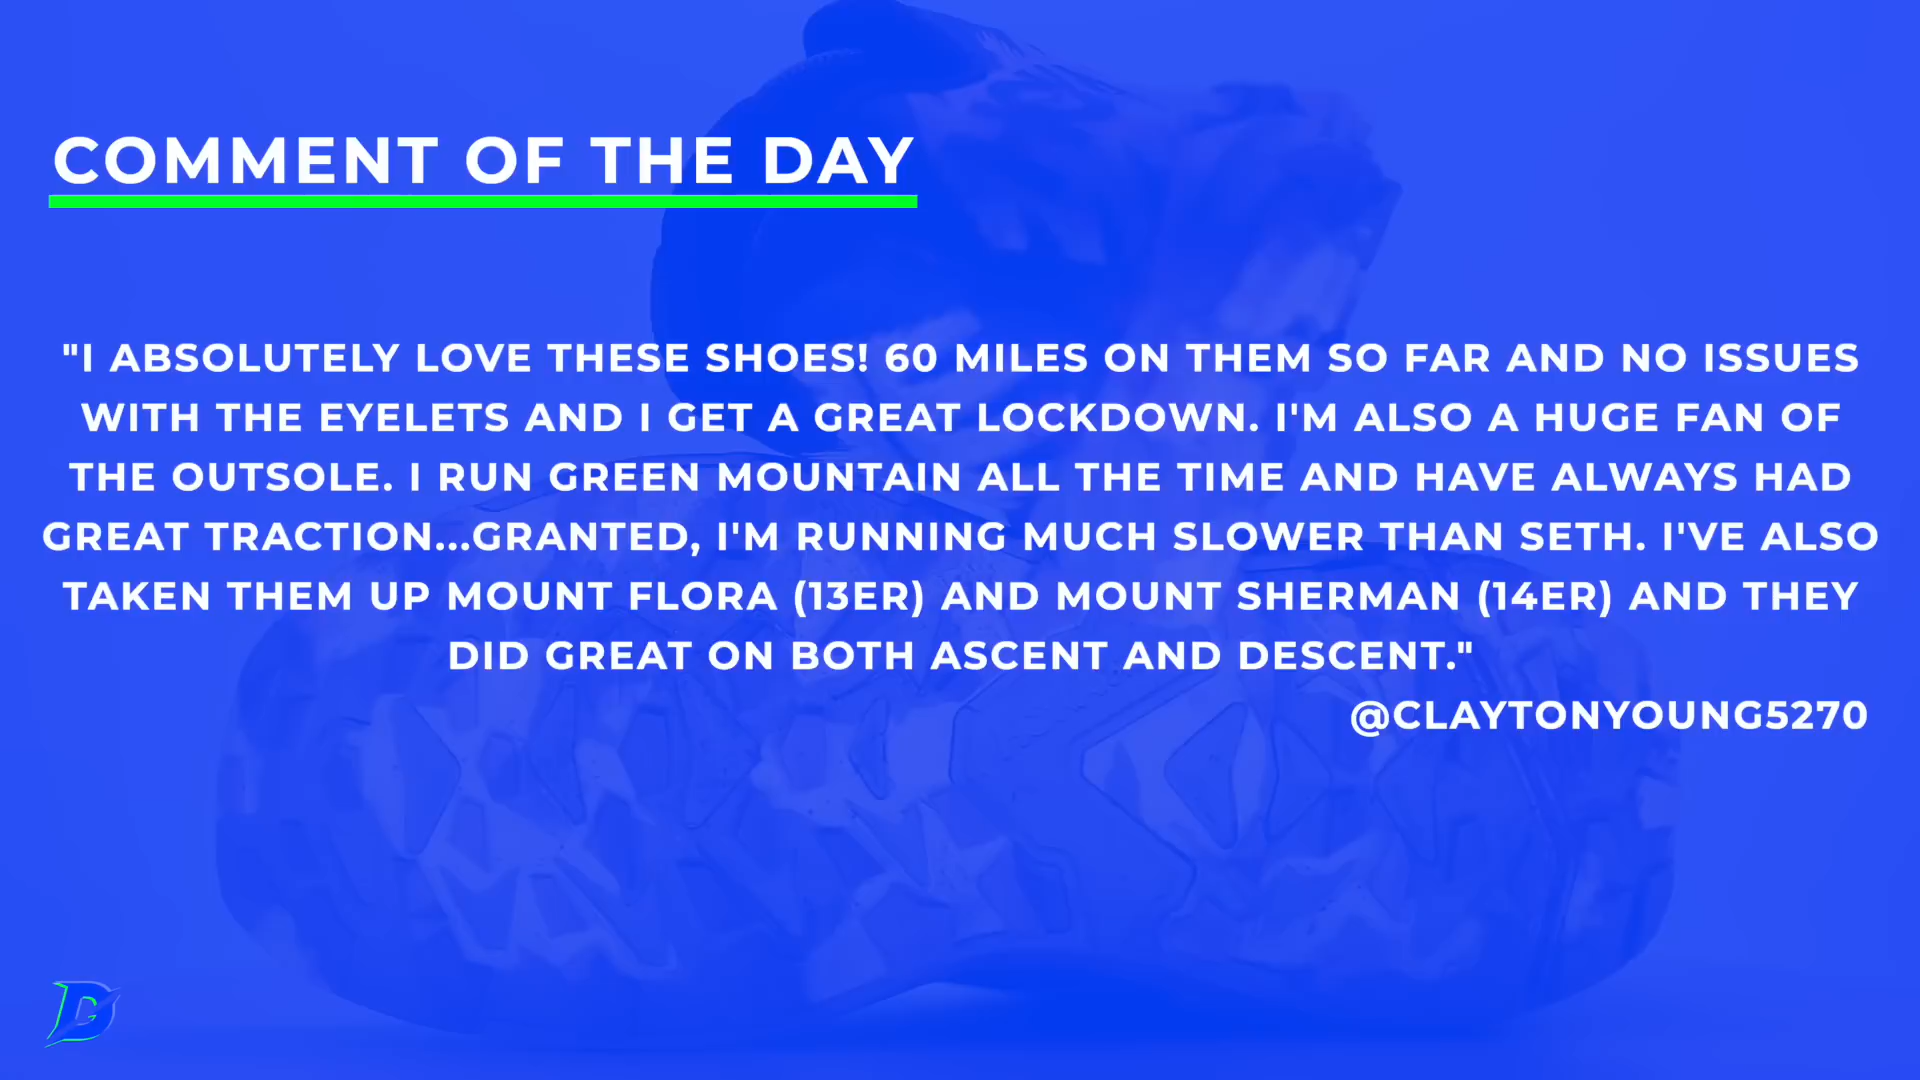 COMMENT OF THE DAY
"I ABSOLUTELY LOVE THESE SHOES! 60 MILES ON THEM SO FAR AND NO ISSUES
WITH THE EYELETS AND I GET A GREAT LOCKDOWN. I'M ALSO A HUGE FAN OF
THE OUTSOLE. I RUN GREEN MOUNTAIN ALL THE TIME AND HAVE ALWAYS HAD
GREAT TRACTION...GRANTED, I'M RUNNING MUCH SLOWER THAN SETH. I'VE ALSO
TAKEN THEM UP MOUNT FLORA (13ER) AND MOUNT SHERMAN (14ER) AND THEY
DID GREAT ON BOTH ASCENT AND DESCENT."
@CLAYTONYOUNG5270